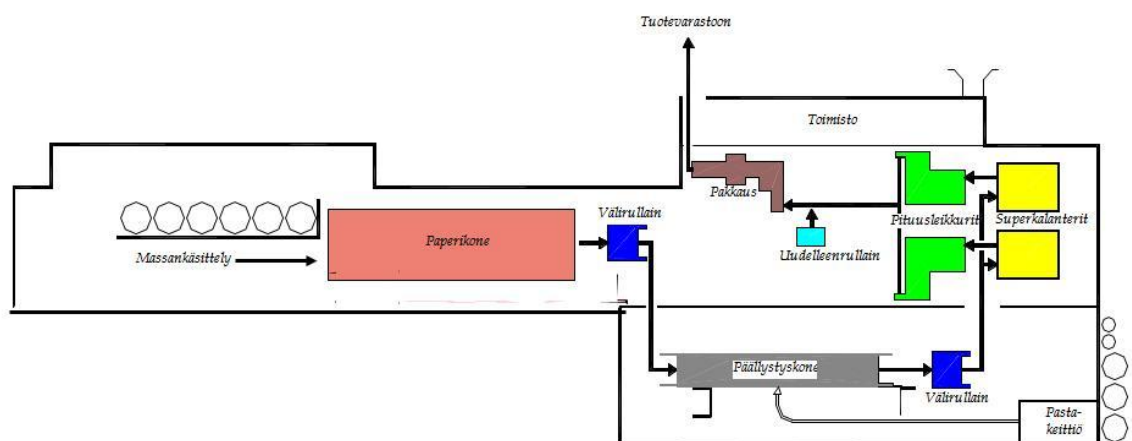 Tuotevarastoon
Toimisto
Pakkaus
Välirullain
Pituusleikkurit
Superkalanterit
Paperikone
Massankäsittely
Uudelleenrullain
Päällystyskone
Välirullain
Pasta-
keittiö